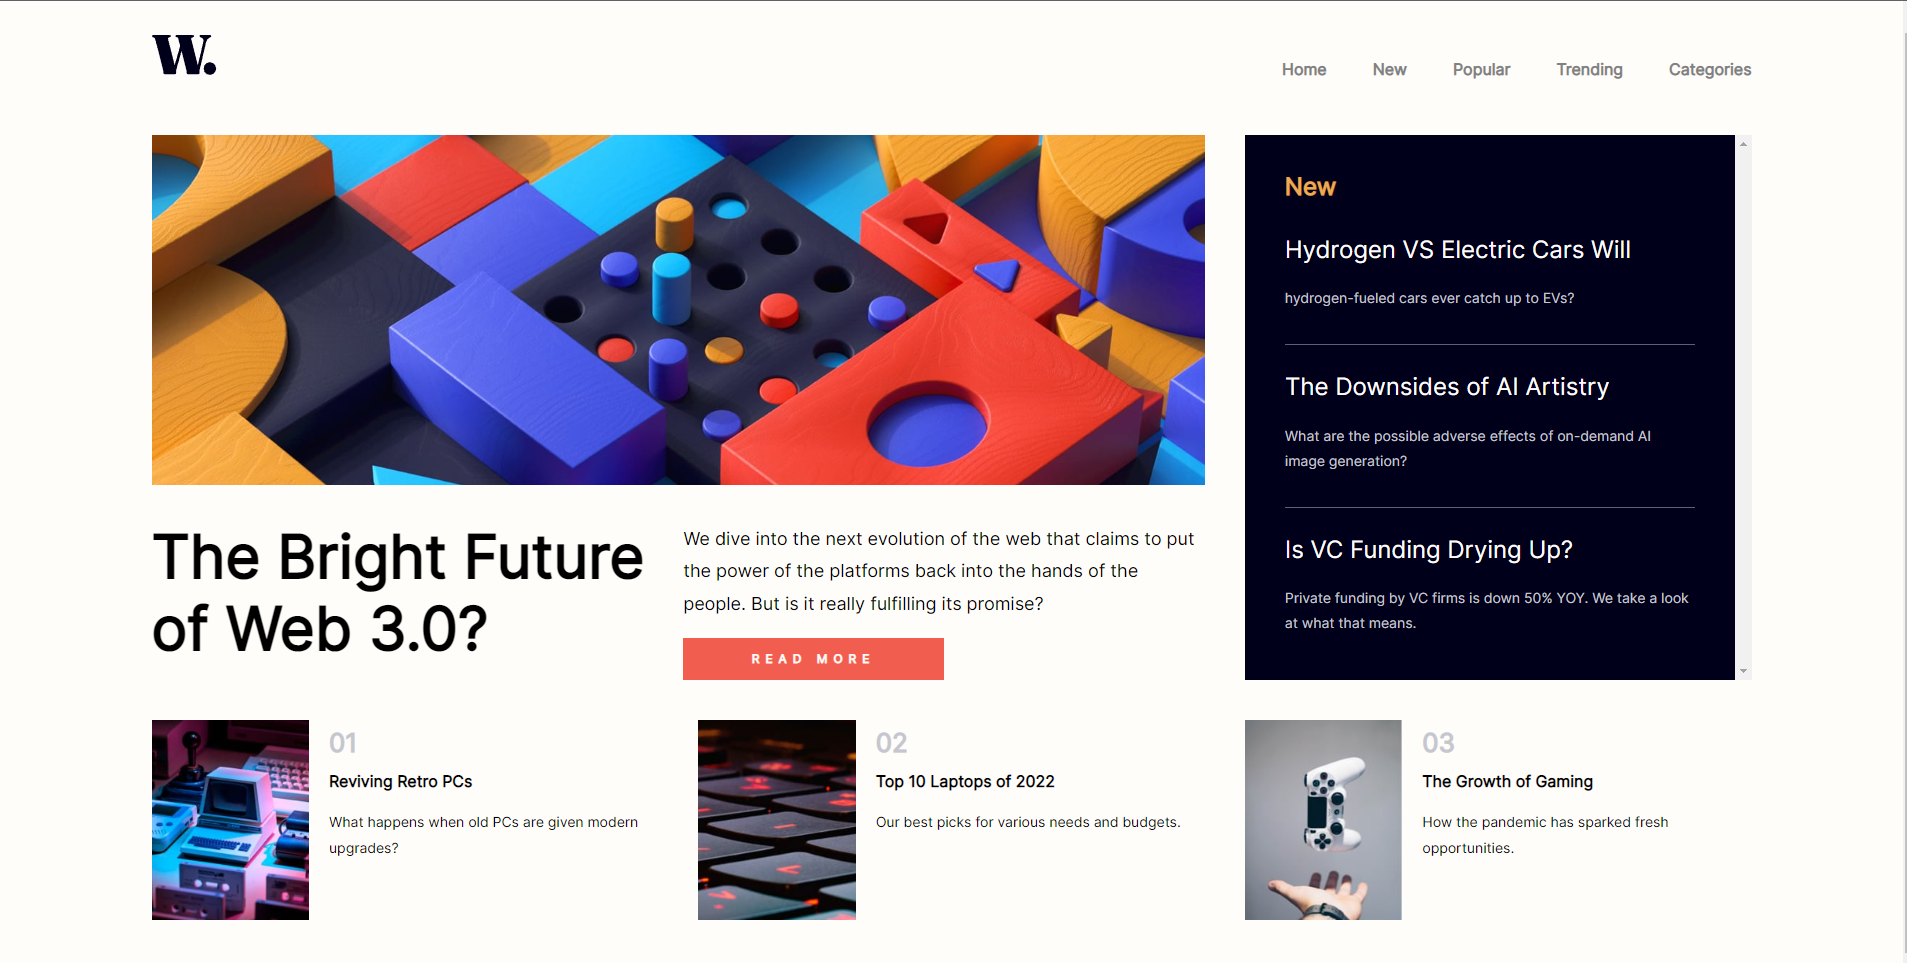 W.
Home New Popular Trending Categories
New
Hydrogen VS Electric Cars Will
hydrogen-fueled cars ever catch up to EVs?
The Downsides of AI Artistry
What are the possible adverse effects of on-demand AI
image generation?
Is VC Funding Drying Up?
Private funding by VC firms is down 50% YOY. We take a look
at what that means.
The Bright Future
of Web 3.0?
We dive into the next evolution of the web that claims to put
the power of the platforms back into the hands of the
people. But is it really fulfilling its promise?
READ MORE
01
Reviving Retro PCs
What happens when old PCs are given modern
upgrades?
02
Top 10 Laptops of 2022
Our best picks for various needs and budgets.
03
The Growth of Gaming
How the pandemic has sparked fresh
opportunities.